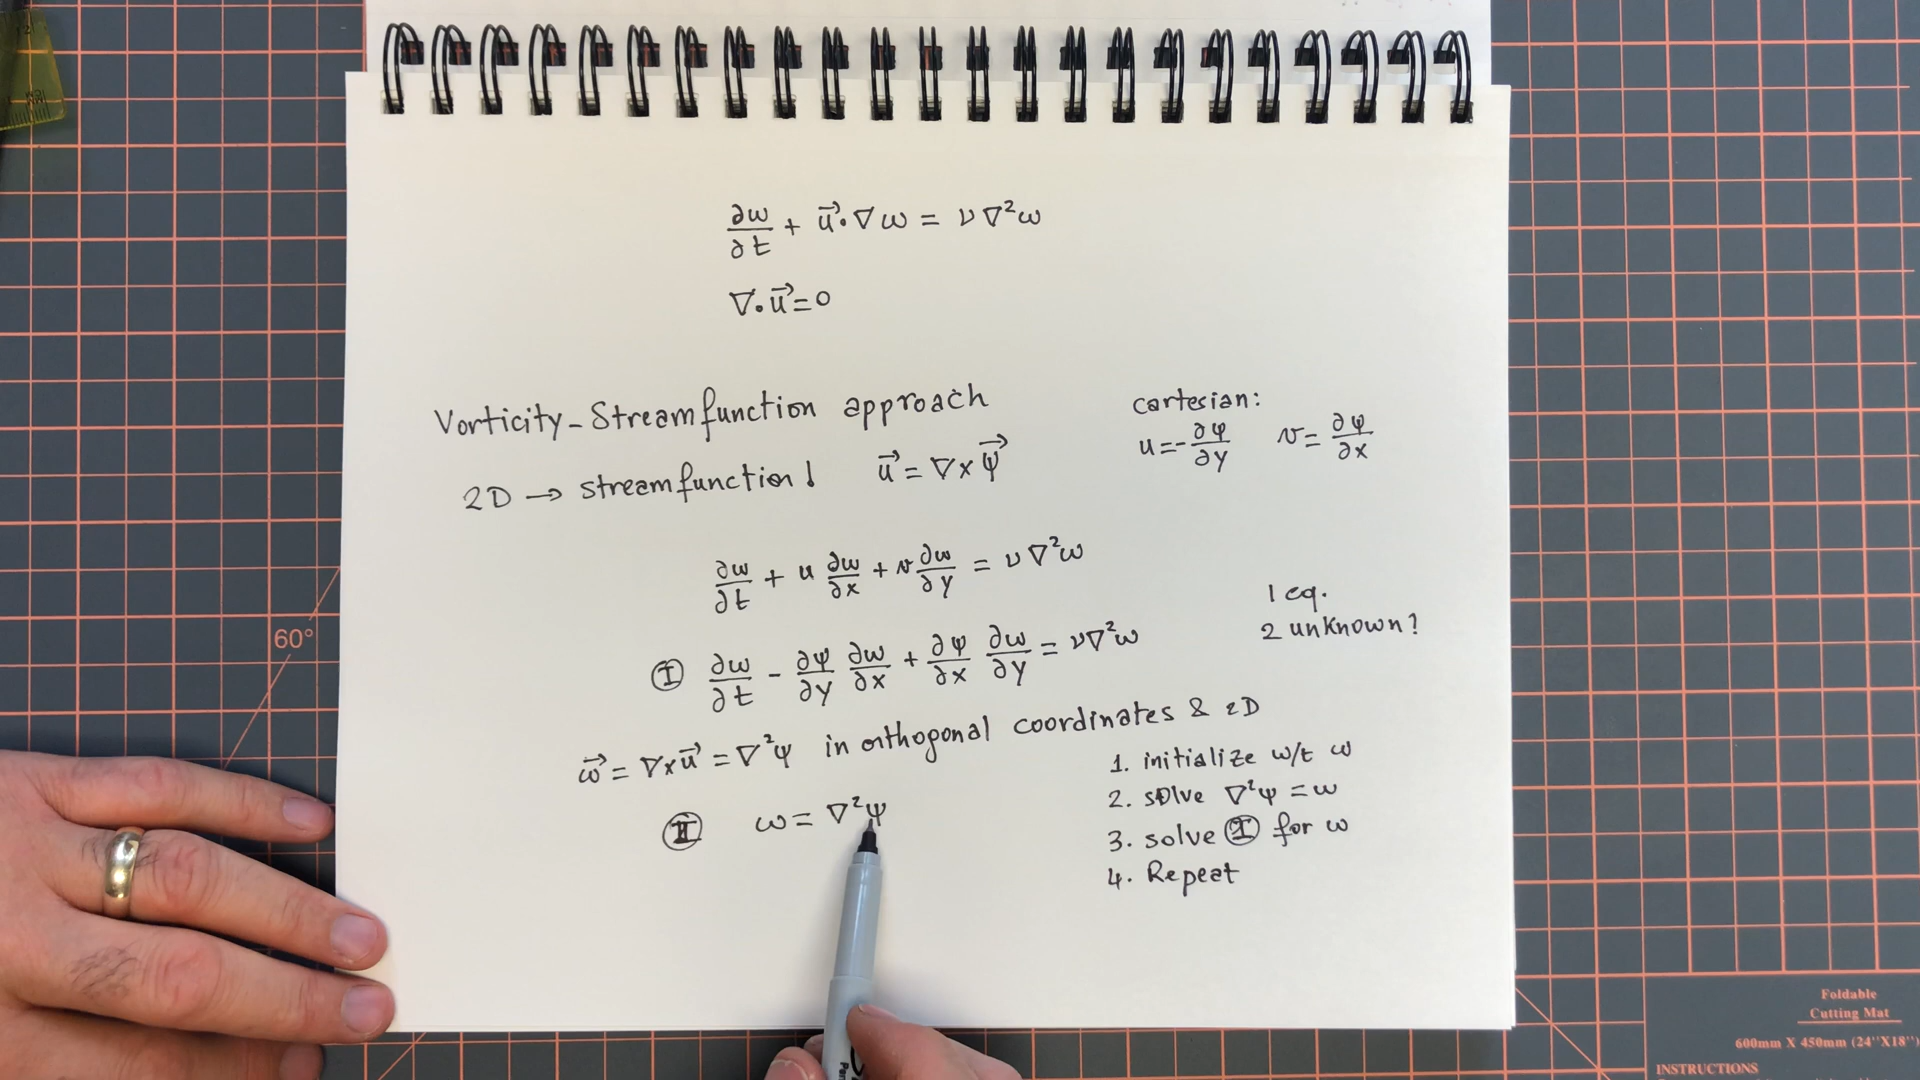 ∂ω/∂t + u⃗·∇ω = ν∇²ω
∇·u⃗=0
Vorticity-Streamfunction approach
2D → streamfunction! u⃗ = ∇×ψ⃗
cartesian:
u=-∂ψ/∂y v=∂ψ/∂x
∂ω/∂t + u ∂ω/∂x + v ∂ω/∂y = ν∇²ω
1 eq.
2 unknown?
Ⓘ ∂ω/∂t - ∂ψ/∂y ∂ω/∂x + ∂ψ/∂x ∂ω/∂y = ν∇²ω
ω⃗ = ∇×u⃗ = ∇²ψ in orthogonal coordinates & 2D
II ω = ∇²ψ
1. initialize w/t ω
2. solve ∇²ψ = ω
3. solve Ⓘ for ω
4. Repeat
60°
Foldable
Cutting Mat
600mm X 450mm (24''X18'')
INSTRUCTIONS